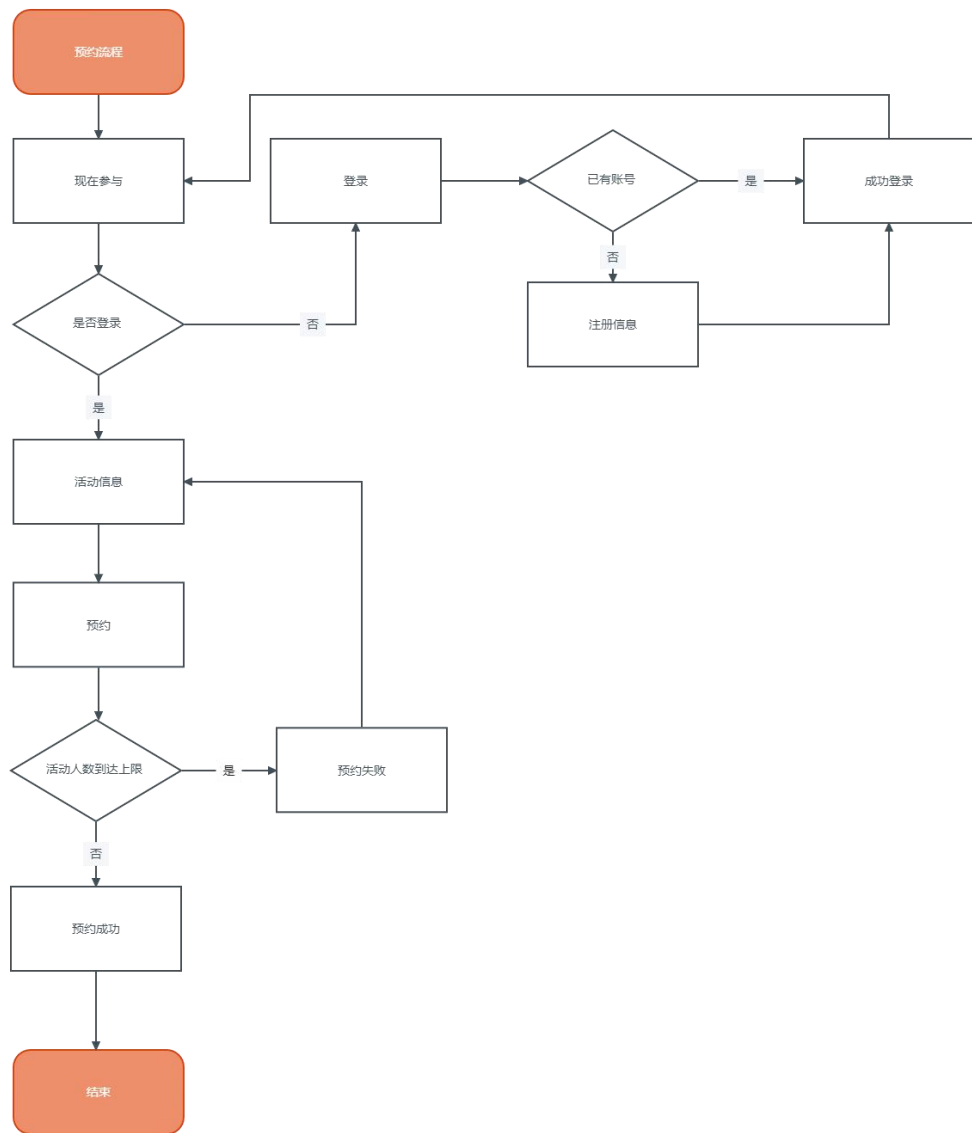 预约流程
现在参与
登录
已有账号
是
成功登录
否
注册信息
是否登录
否
是
活动信息
预约
活动人数到达上限
是
预约失败
否
预约成功
结束